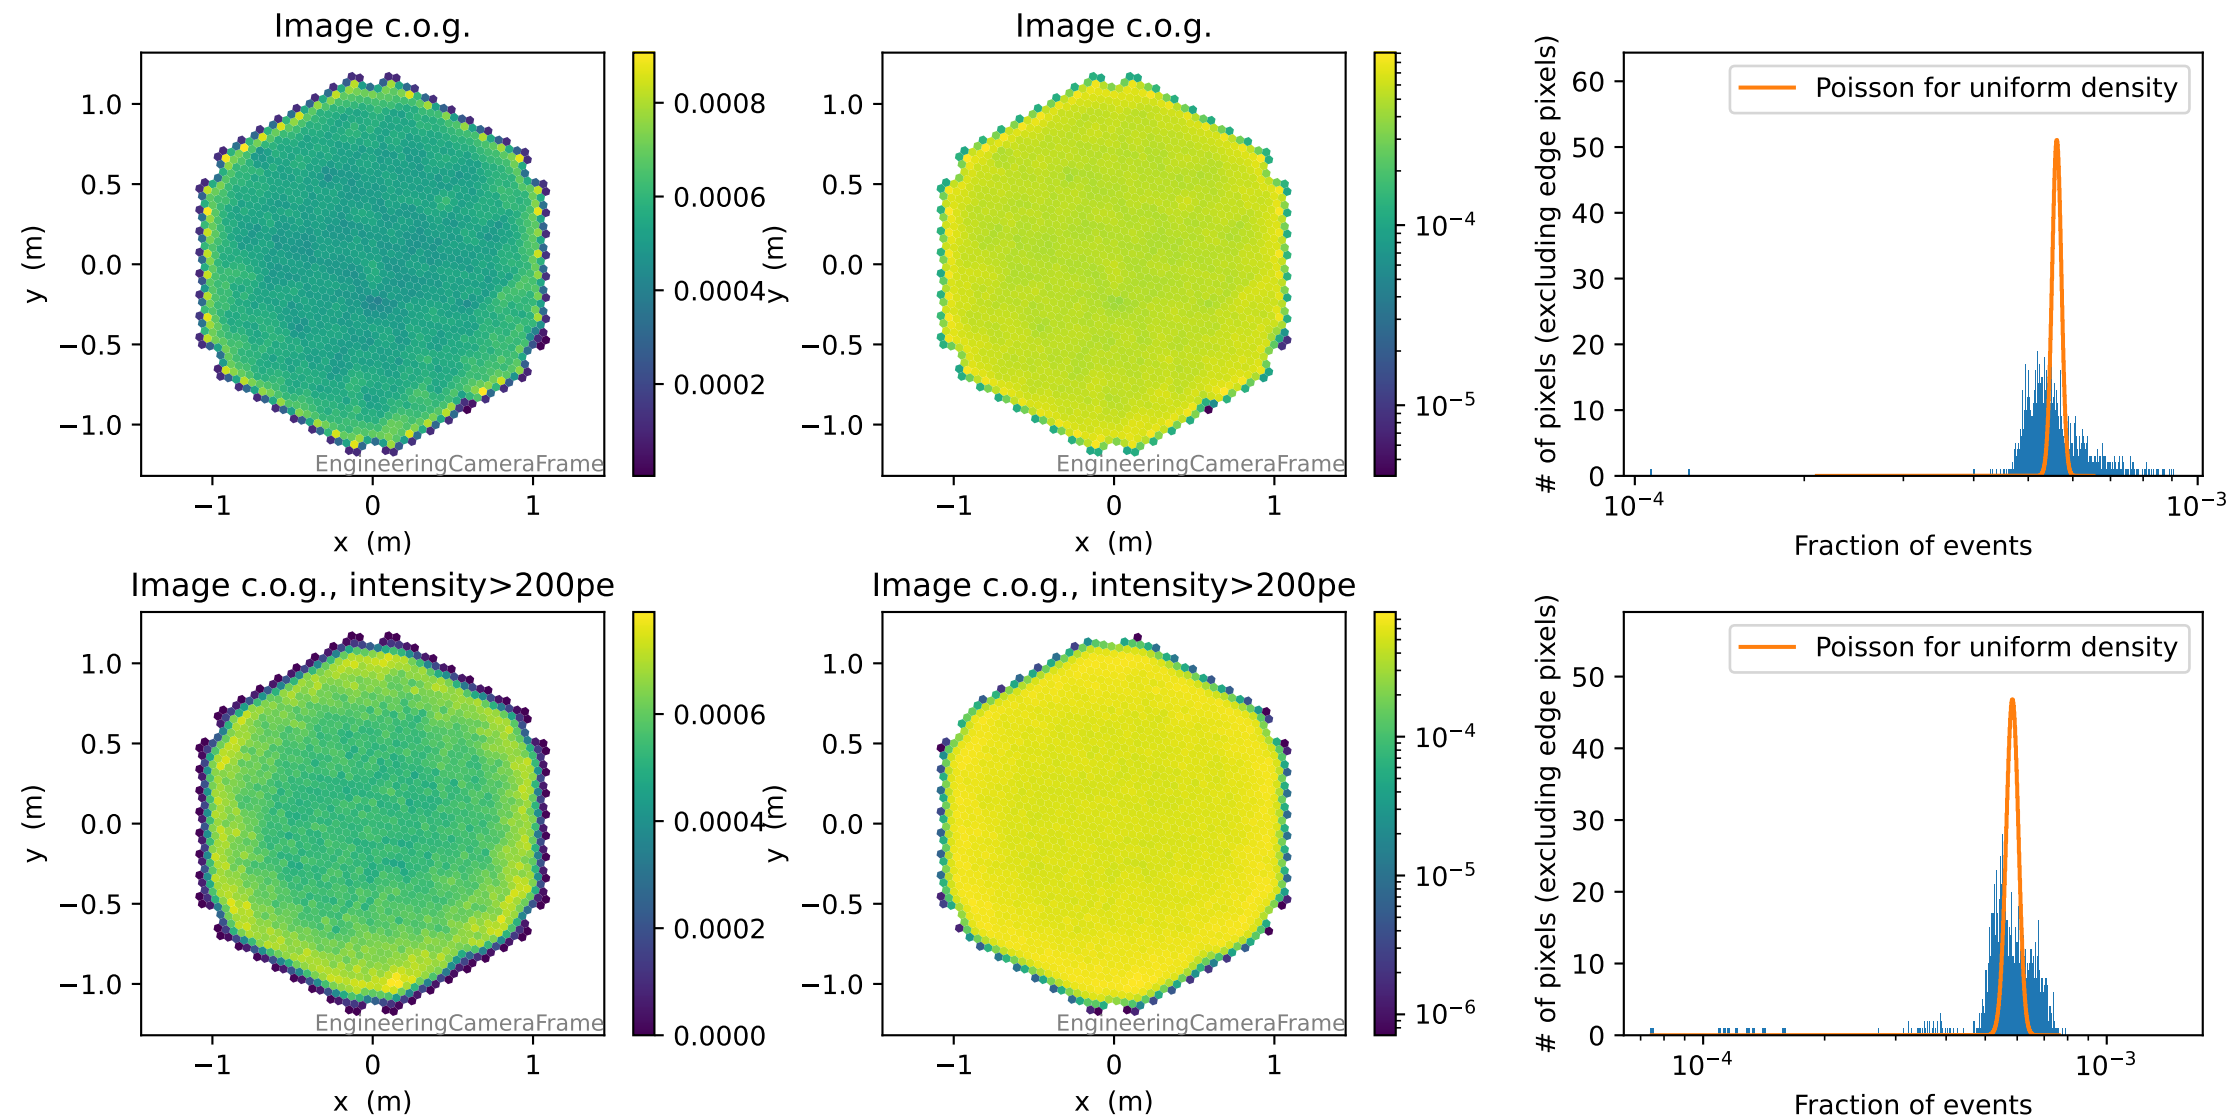 Image c.o.g.
1.0
0.5
0.0
−0.5
−1.0
y (m)
−1
0
1
x (m)
EngineeringCameraFrame
0.0008
0.0006
0.0004
0.0002
Image c.o.g.
1.0
0.5
0.0
−0.5
−1.0
y (m)
−1
0
1
x (m)
EngineeringCameraFrame
10⁻⁴
10⁻⁵
# of pixels (excluding edge pixels)
60
50
40
30
20
10
0
Poisson for uniform density
10⁻⁴
10⁻³
Fraction of events
Image c.o.g., intensity>200pe
1.0
0.5
0.0
−0.5
−1.0
y (m)
−1
0
1
x (m)
EngineeringCameraFrame
0.0006
0.0004
0.0002
0.0000
Image c.o.g., intensity>200pe
1.0
0.5
0.0
−0.5
−1.0
y (m)
−1
0
1
x (m)
EngineeringCameraFrame
10⁻⁴
10⁻⁵
10⁻⁶
# of pixels (excluding edge pixels)
50
40
30
20
10
0
Poisson for uniform density
10⁻⁴
10⁻³
Fraction of events